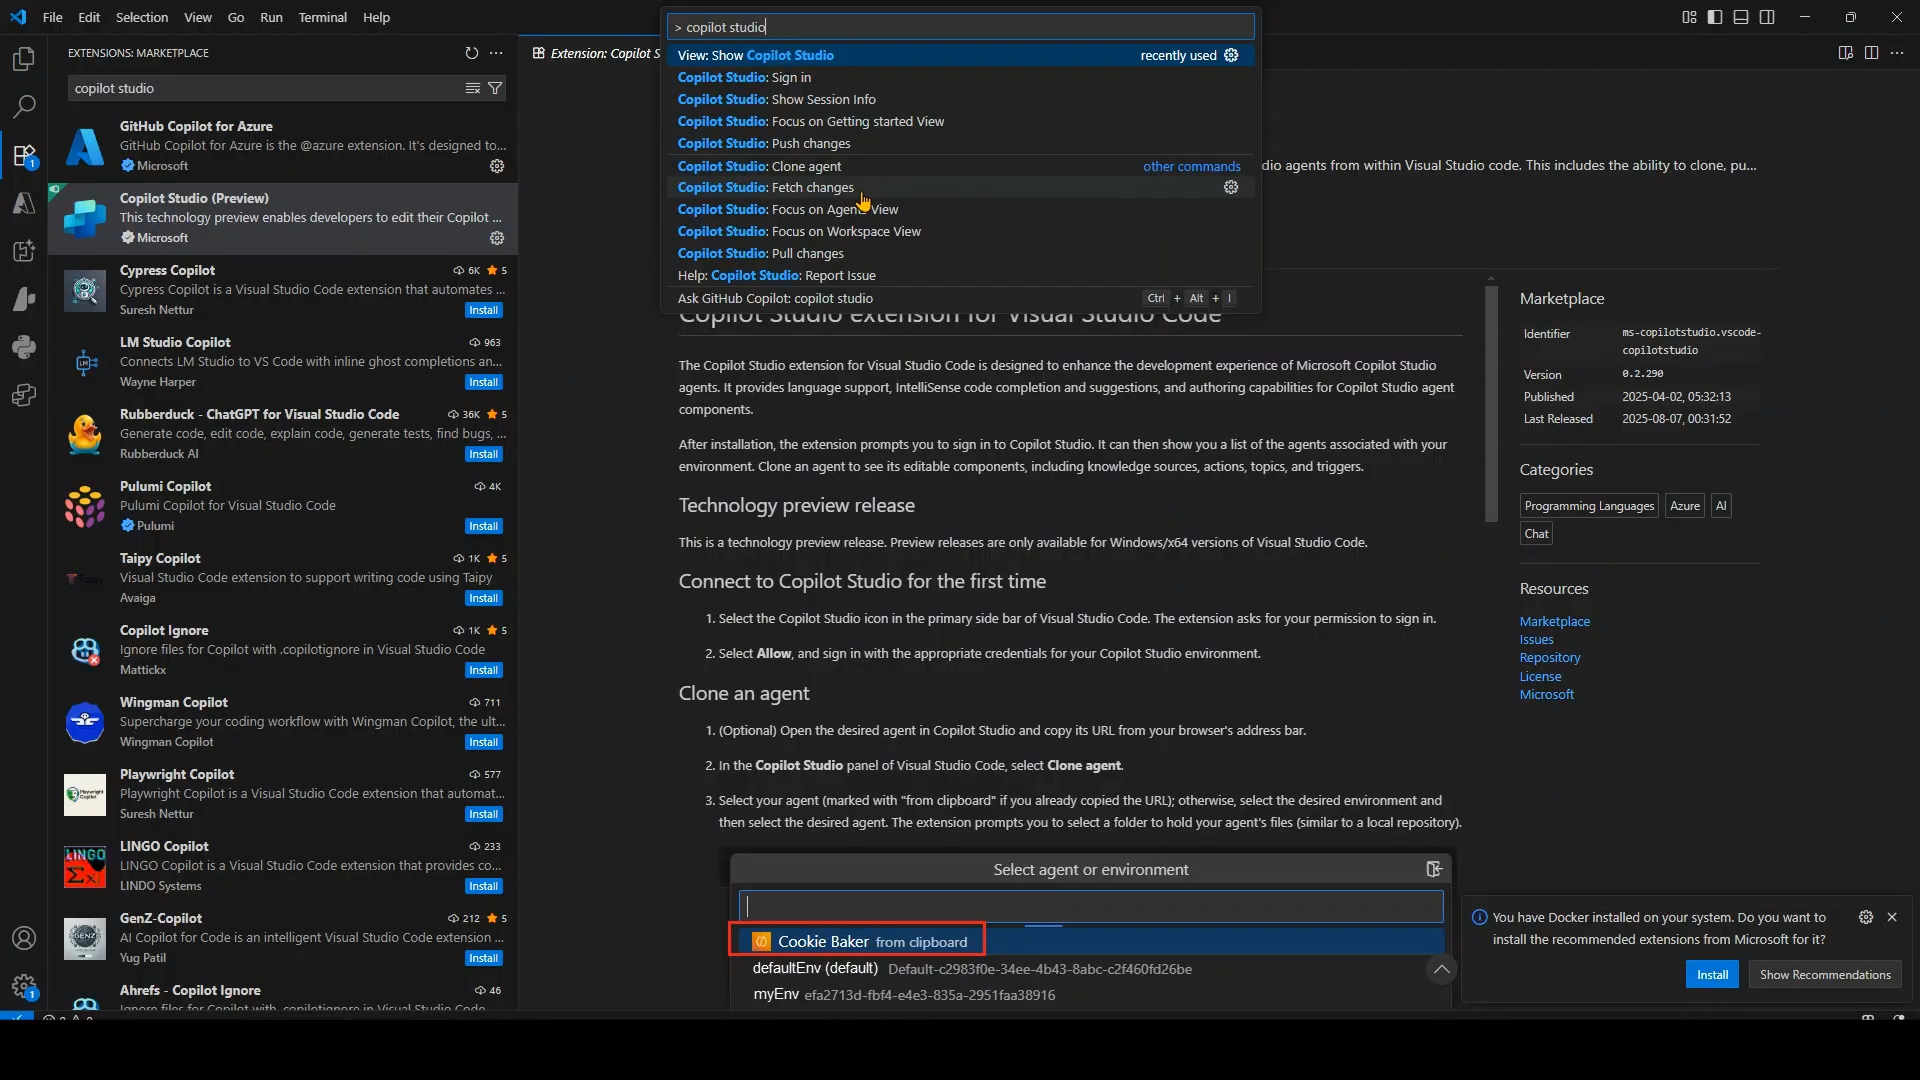 File Edit Selection View Go Run Terminal Help
> copilot studio
EXTENSIONS: MARKETPLACE
copilot studio
GitHub Copilot for Azure
GitHub Copilot for Azure is the @azure extension. It's designed to...
Microsoft
Copilot Studio (Preview)
This technology preview enables developers to edit their Copilot ...
Microsoft
Cypress Copilot 6K 5
Cypress Copilot is a Visual Studio Code extension that automates ...
Suresh Nettur Install
LM Studio Copilot 963
Connects LM Studio to VS Code with inline ghost completions an...
Wayne Harper Install
Rubberduck - ChatGPT for Visual Studio Code 36K 5
Generate code, edit code, explain code, generate tests, find bugs, ...
Rubberduck AI Install
Pulumi Copilot 4K
Pulumi Copilot for Visual Studio Code
Pulumi Install
Taipy Copilot 1K 5
Visual Studio Code extension to support writing code using Taipy
Avaiga Install
Copilot Ignore 1K 5
Ignore files for Copilot with .copilotignore in Visual Studio Code
Mattickx Install
Wingman Copilot 711
Supercharge your coding workflow with Wingman Copilot, the ult...
Wingman Copilot Install
Playwright Copilot 577
Playwright Copilot is a Visual Studio Code extension that automat...
Suresh Nettur Install
LINGO Copilot 233
LINGO Copilot is a Visual Studio Code extension that provides co...
LINDO Systems Install
GenZ-Copilot 212 5
AI Copilot for Code is an intelligent Visual Studio Code extension ...
Yug Patil Install
Ahrefs - Copilot Ignore 46
Ignore files for Copilot with .copilotignore in Visual Studio Code
Extension: Copilot S
View: Show Copilot Studio recently used
Copilot Studio: Sign in
Copilot Studio: Show Session Info
Copilot Studio: Focus on Getting started View
Copilot Studio: Push changes
Copilot Studio: Clone agent other commands
Copilot Studio: Fetch changes
Copilot Studio: Focus on Agent View
Copilot Studio: Focus on Workspace View
Copilot Studio: Pull changes
Help: Copilot Studio: Report Issue
Ask GitHub Copilot: copilot studio Ctrl + Alt + I
dio agents from within Visual Studio code. This includes the ability to clone, pu...
Copilot Studio extension for Visual Studio Code
The Copilot Studio extension for Visual Studio Code is designed to enhance the development experience of Microsoft Copilot Studio
agents. It provides language support, IntelliSense code completion and suggestions, and authoring capabilities for Copilot Studio agent
components.
After installation, the extension prompts you to sign in to Copilot Studio. It can then show you a list of the agents associated with your
environment. Clone an agent to see its editable components, including knowledge sources, actions, topics, and triggers.
Technology preview release
This is a technology preview release. Preview releases are only available for Windows/x64 versions of Visual Studio Code.
Connect to Copilot Studio for the first time
1. Select the Copilot Studio icon in the primary side bar of Visual Studio Code. The extension asks for your permission to sign in.
2. Select Allow, and sign in with the appropriate credentials for your Copilot Studio environment.
Clone an agent
1. (Optional) Open the desired agent in Copilot Studio and copy its URL from your browser's address bar.
2. In the Copilot Studio panel of Visual Studio Code, select Clone agent.
3. Select your agent (marked with "from clipboard" if you already copied the URL); otherwise, select the desired environment and
then select the desired agent. The extension prompts you to select a folder to hold your agent's files (similar to a local repository).
Select agent or environment
Cookie Baker from clipboard
defaultEnv (default) Default-c2983f0e-34ee-4b43-8abc-c2f460fd26be
myEnv efa2713d-fbf4-e4e3-835a-2951faa38916
Marketplace
Identifier ms-copilotstudio.vscode-
copilotstudio
Version 0.2.290
Published 2025-04-02, 05:32:13
Last Released 2025-08-07, 00:31:52
Categories
Programming Languages Azure AI
Chat
Resources
Marketplace
Issues
Repository
License
Microsoft
You have Docker installed on your system. Do you want to
install the recommended extensions from Microsoft for it?
Install Show Recommendations